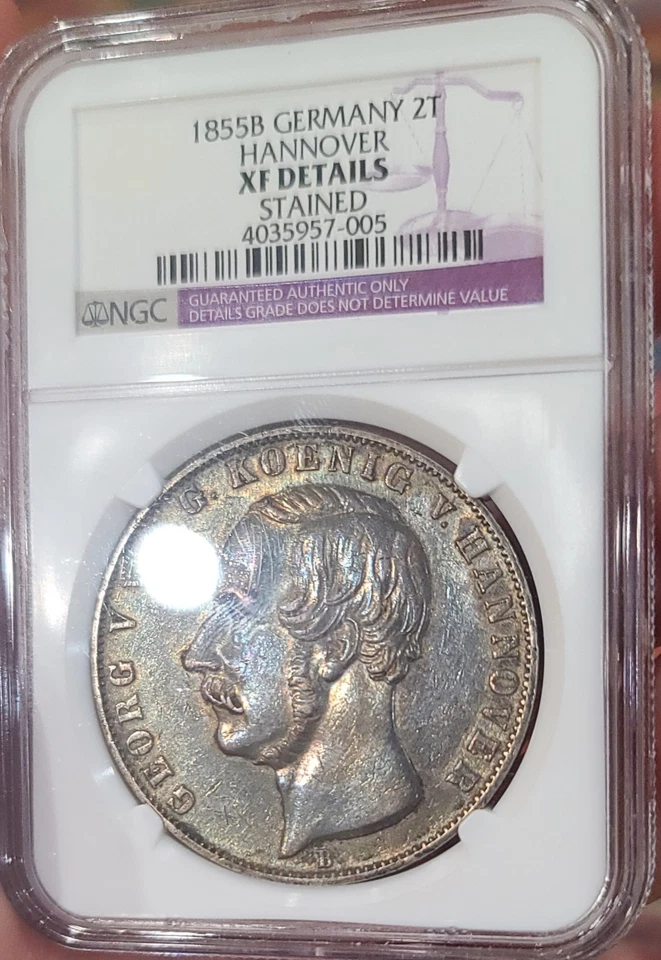 1855B GERMANY 2T
HANNOVER
XF DETAILS
STAINED
4035957-005
NGC
GUARANTEED AUTHENTIC ONLY
DETAILS GRADE DOES NOT DETERMINE VALUE
GEORG V G. KOENIG V. HANNOVER
B